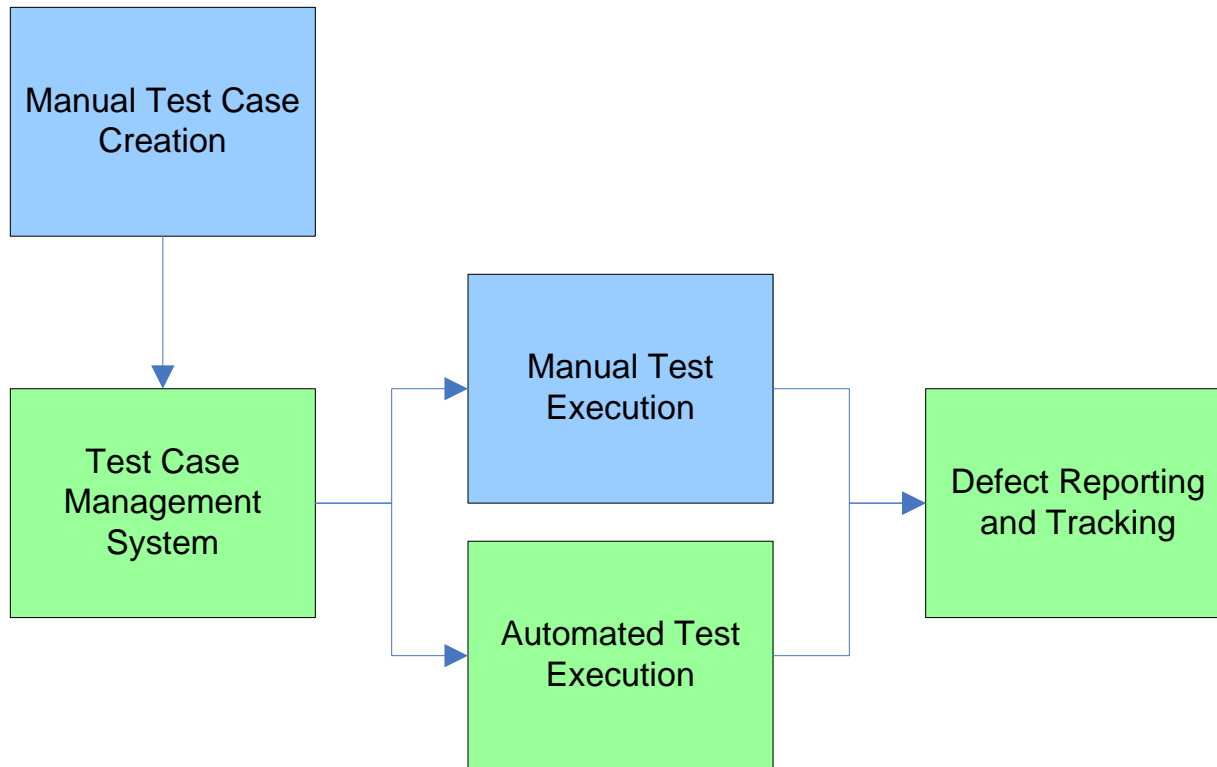 Manual Test Case
Creation
Test Case
Management
System
Manual Test
Execution
Automated Test
Execution
Defect Reporting
and Tracking